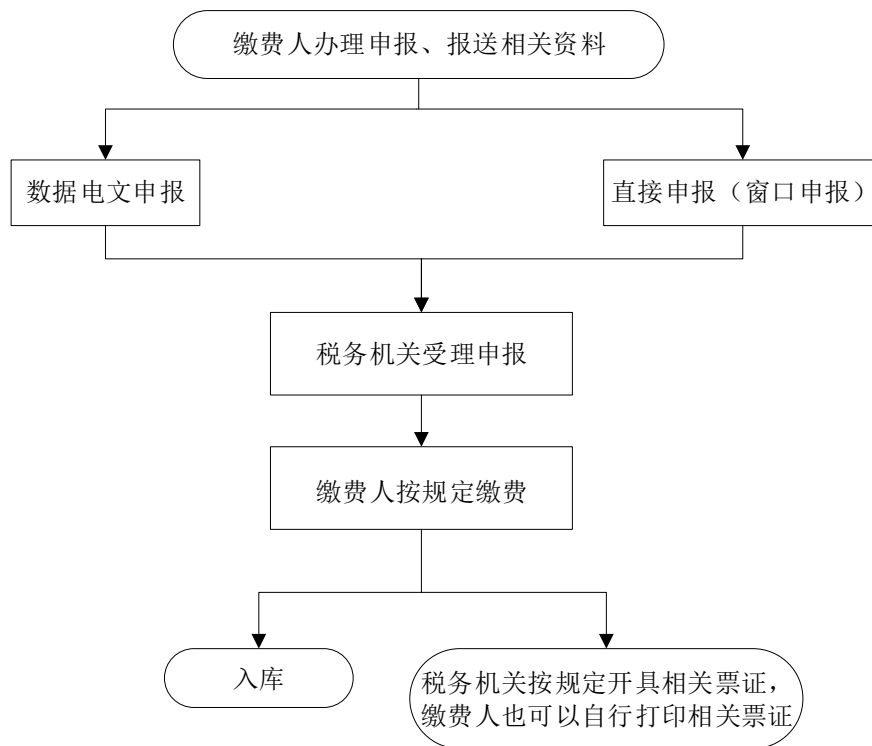 缴费人办理申报、报送相关资料
数据电文申报
直接申报（窗口申报）
税务机关受理申报
缴费人按规定缴费
入库
税务机关按规定开具相关票证，
缴费人也可以自行打印相关票证